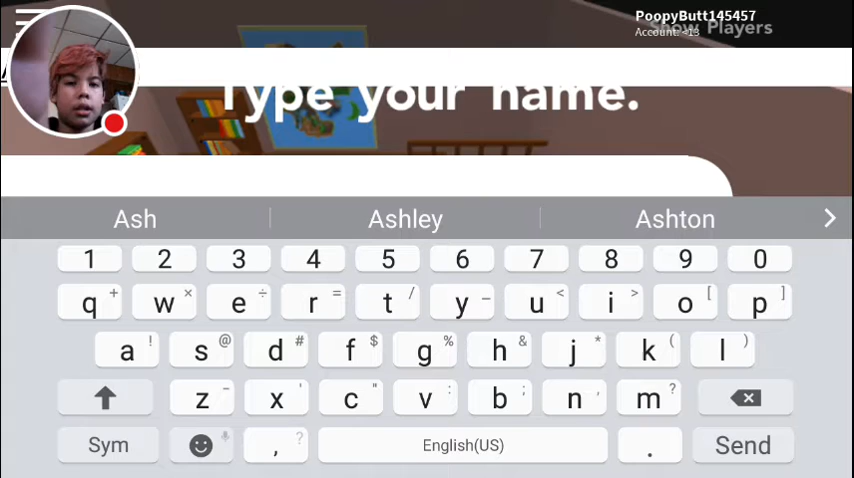 PoopyButt145457
Account: <13
Show Players
Type your name.
Ash Ashley Ashton
1 2 3 4 5 6 7 8 9 0
q + w × e ÷ r = t / y _ u < i > o [ p ]
a ! s @ d # f $ g % h & j * k ( l )
z - x ' c " v : b ; n , m ?
Sym , ? English(US) . Send